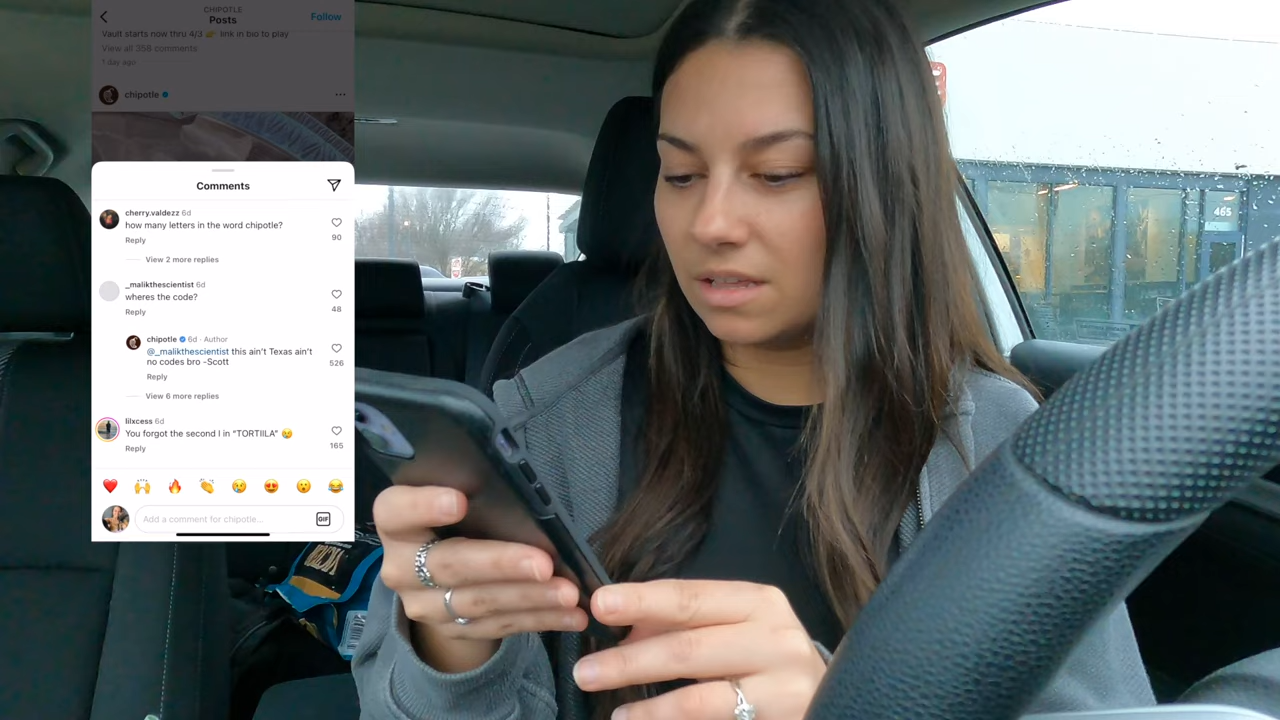 CHIPOTLE
Posts
Follow
Vault starts now thru 4/3 👉 link in bio to play
View all 358 comments
1 day ago
chipotle
Comments
cherry.valdezz 6d
how many letters in the word chipotle?
90
Reply
View 2 more replies
_malikthescientist 6d
wheres the code?
48
Reply
chipotle 6d · Author
@_malikthescientist this ain't Texas ain't
no codes bro -Scott
526
Reply
View 6 more replies
lilxcess 6d
You forgot the second l in “TORTIILA” 😢
165
Reply
Add a comment for chipotle...
GIF
465